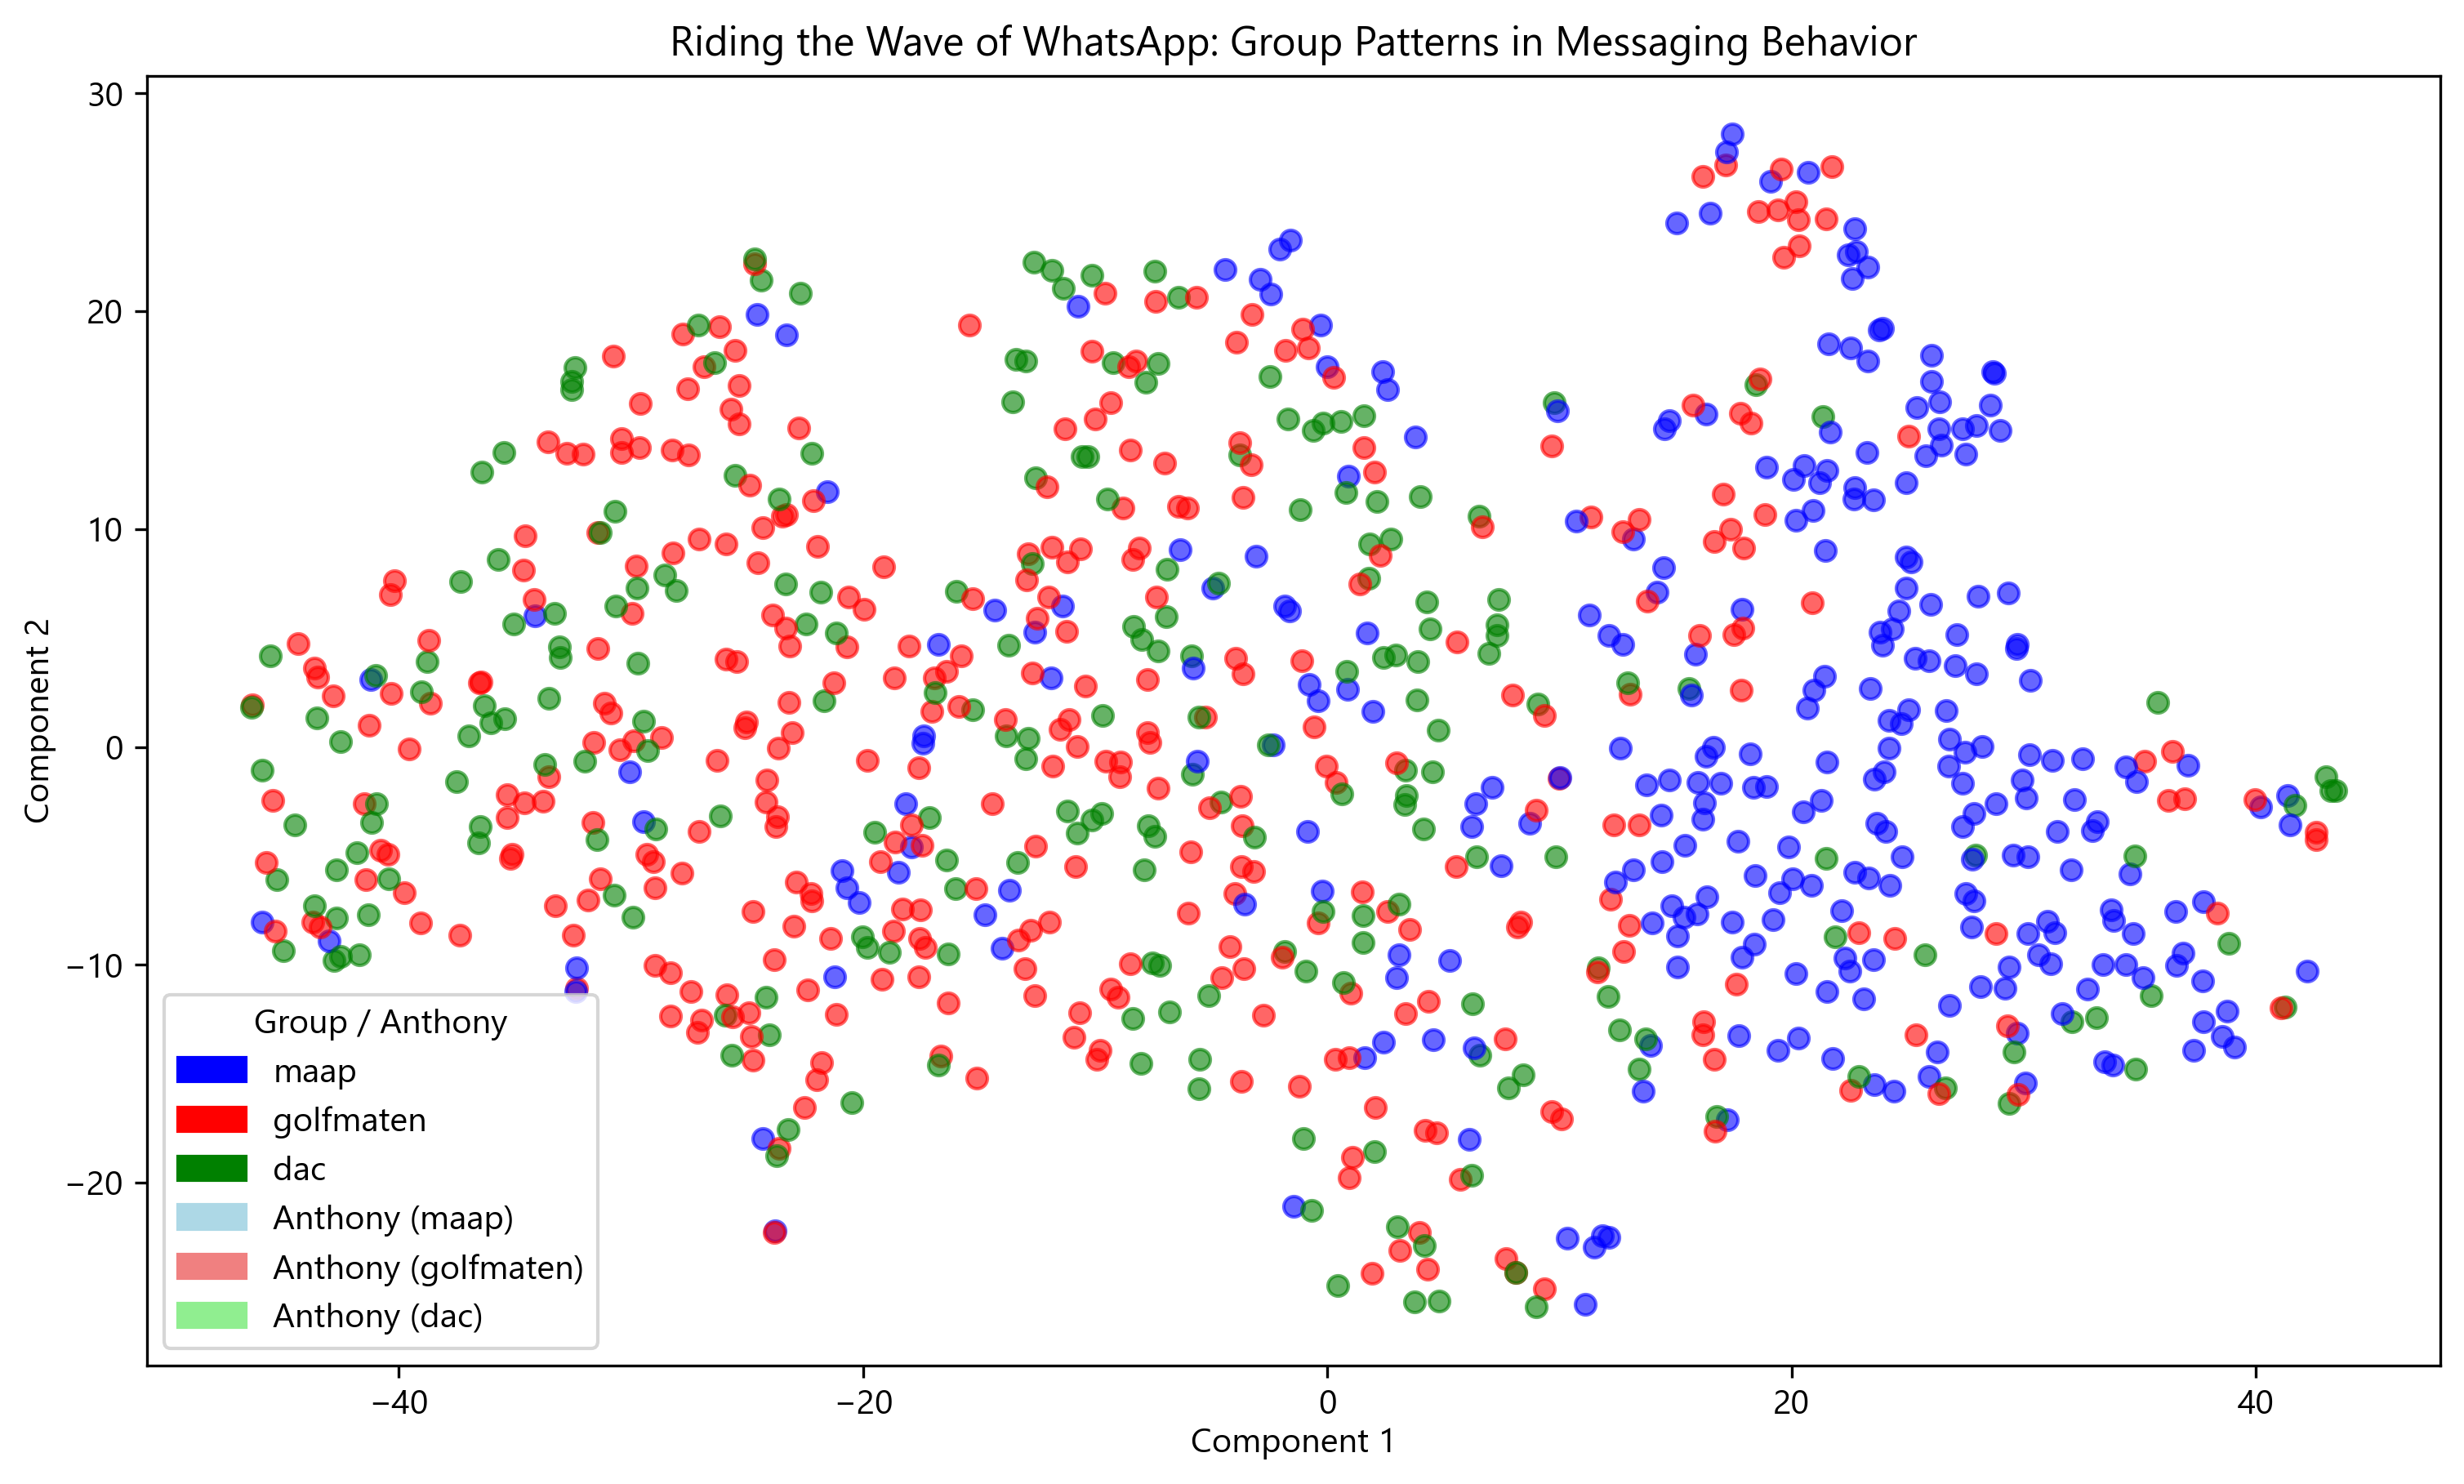 Riding the Wave of WhatsApp: Group Patterns in Messaging Behavior
30
20
10
0
−10
−20
Component 2
Group / Anthony
maap
golfmaten
dac
Anthony (maap)
Anthony (golfmaten)
Anthony (dac)
−40
−20
0
20
40
Component 1